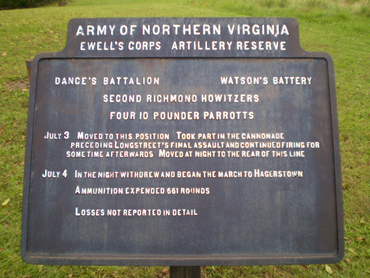 ARMY OF NORTHERN VIRGINIA
EWELL'S CORPS ARTILLERY RESERVE
DANCE'S BATTALION WATSON'S BATTERY
SECOND RICHMOND HOWITZERS
FOUR 10 POUNDER PARROTTS
JULY 3 MOVED TO THIS POSITION TOOK PART IN THE CANNONADE
PRECEDING LONGSTREET'S FINAL ASSAULT AND CONTINUED FIRING FOR
SOME TIME AFTERWARDS MOVED AT NIGHT TO THE REAR OF THIS LINE
JULY 4 IN THE NIGHT WITHDREW AND BEGAN THE MARCH TO HAGERSTOWN
AMMUNITION EXPENDED 661 ROUNDS
LOSSES NOT REPORTED IN DETAIL